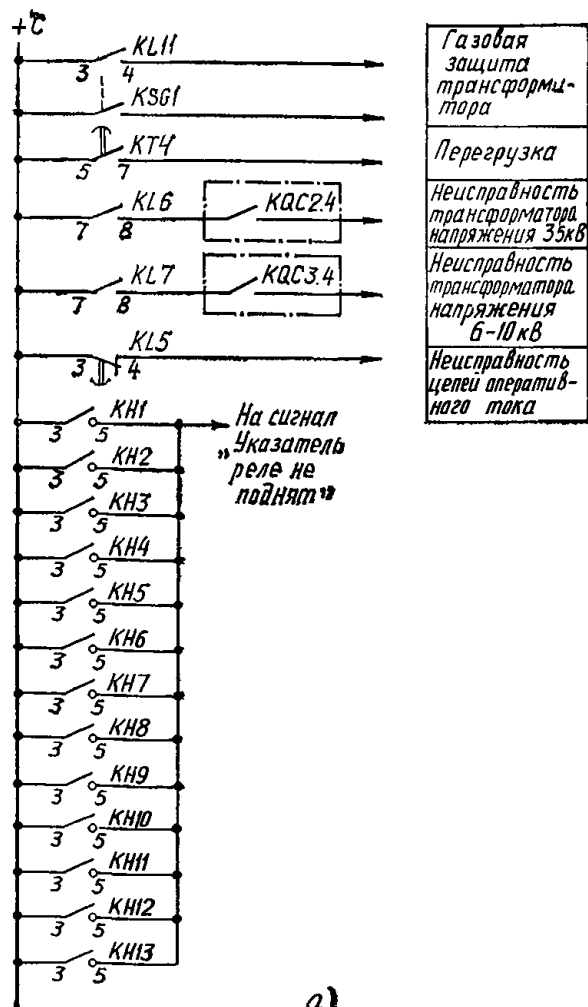 +ЕС
KL11
3 4
KSG1
KT4
5 7
KL6
7 8
KQC2.4
KL7
7 8
KQC3.4
KL5
3 4
Газовая
защита
трансформи-
тора
Перегрузка
Неисправность
трансформатора
напряжения 35кВ
Неисправность
трансформатора
напряжения
6-10кВ
Неисправность
цепей оператив-
ного тока
KH1
3 5
На сигнал
„Указатель
реле не
поднят"
KH2
3 5
KH3
3 5
KH4
3 5
KH5
3 5
KH6
3 5
KH7
3 5
KH8
3 5
KH9
3 5
KH10
3 5
KH11
3 5
KH12
3 5
KH13
3 5
а)